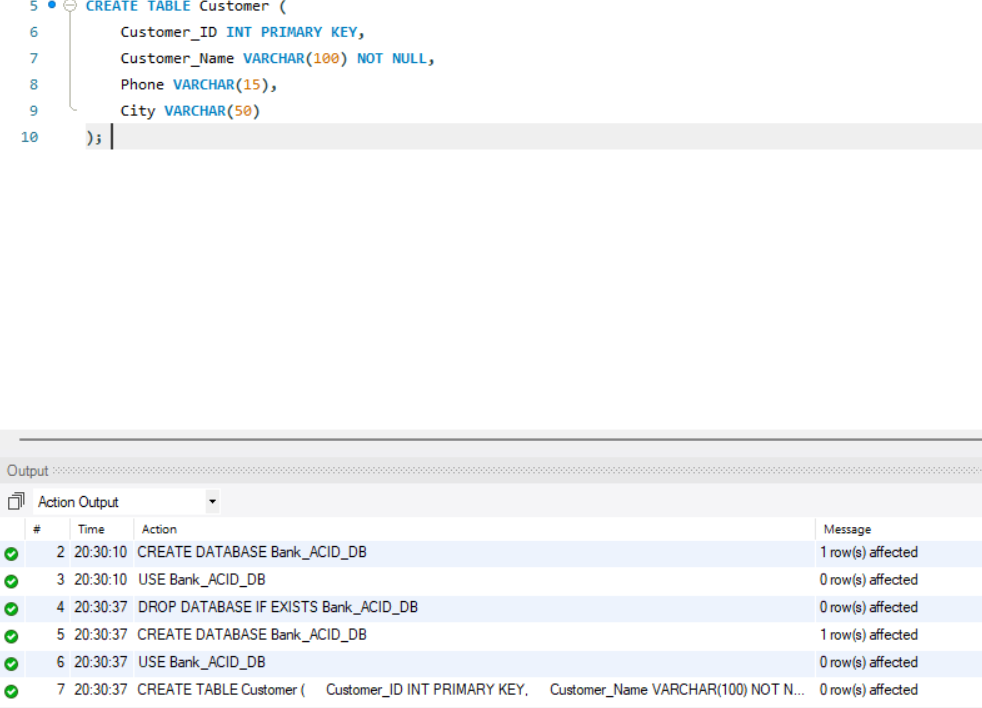 5 CREATE TABLE Customer (
6 Customer_ID INT PRIMARY KEY,
7 Customer_Name VARCHAR(100) NOT NULL,
8 Phone VARCHAR(15),
9 City VARCHAR(50)
10 );
Output
Action Output
# Time Action Message
2 20:30:10 CREATE DATABASE Bank_ACID_DB 1 row(s) affected
3 20:30:10 USE Bank_ACID_DB 0 row(s) affected
4 20:30:37 DROP DATABASE IF EXISTS Bank_ACID_DB 0 row(s) affected
5 20:30:37 CREATE DATABASE Bank_ACID_DB 1 row(s) affected
6 20:30:37 USE Bank_ACID_DB 0 row(s) affected
7 20:30:37 CREATE TABLE Customer ( Customer_ID INT PRIMARY KEY, Customer_Name VARCHAR(100) NOT N... 0 row(s) affected